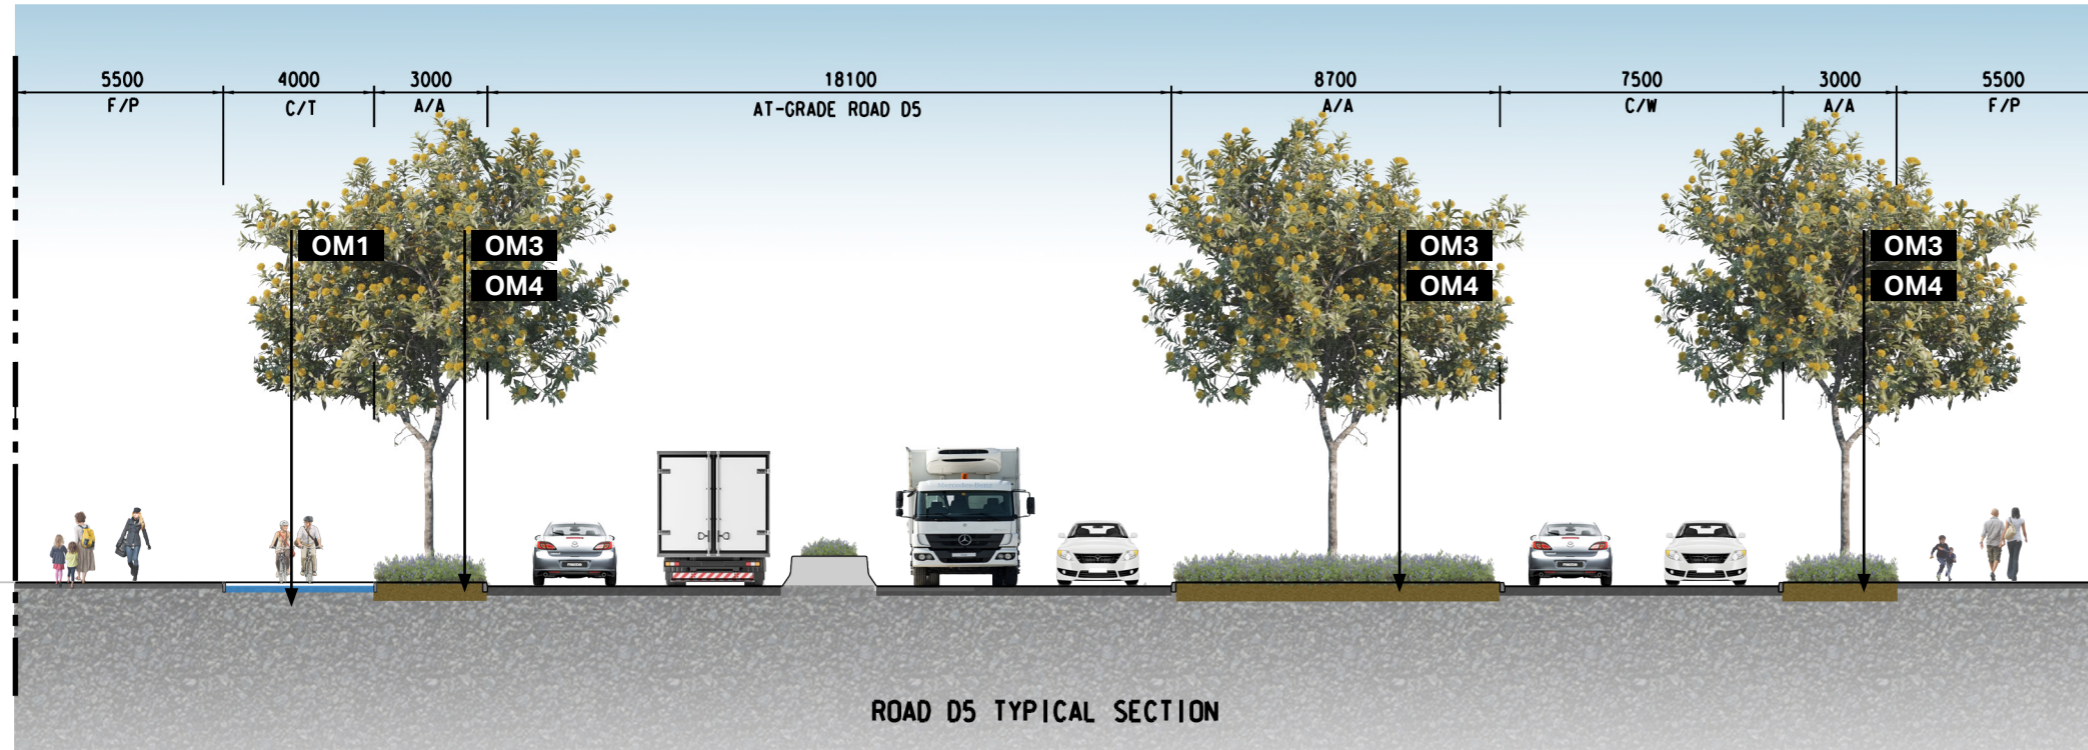 5500 4000 3000 18100 8700 7500 3000 5500
F/P C/T A/A AT-GRADE ROAD D5 A/A C/W A/A F/P
OM1 OM3 OM3 OM3
OM4 OM4 OM4
ROAD D5 TYPICAL SECTION